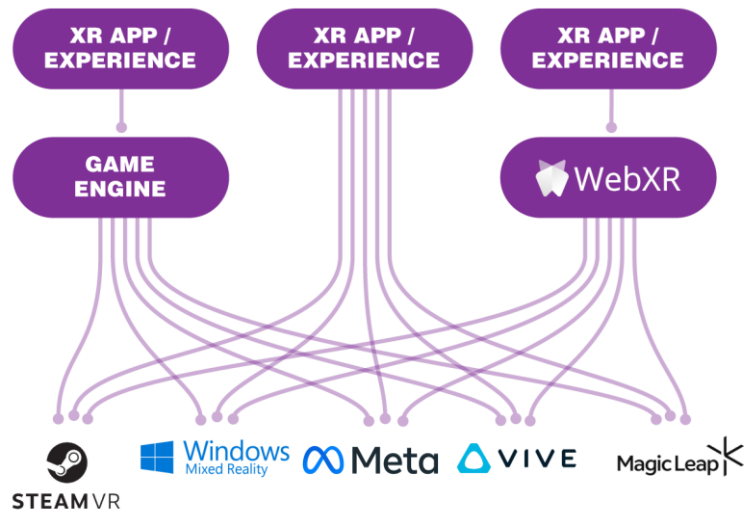 XR APP /
EXPERIENCE
XR APP /
EXPERIENCE
XR APP /
EXPERIENCE
GAME
ENGINE
WebXR
STEAMVR
Windows
Mixed Reality
Meta
VIVE
Magic Leap